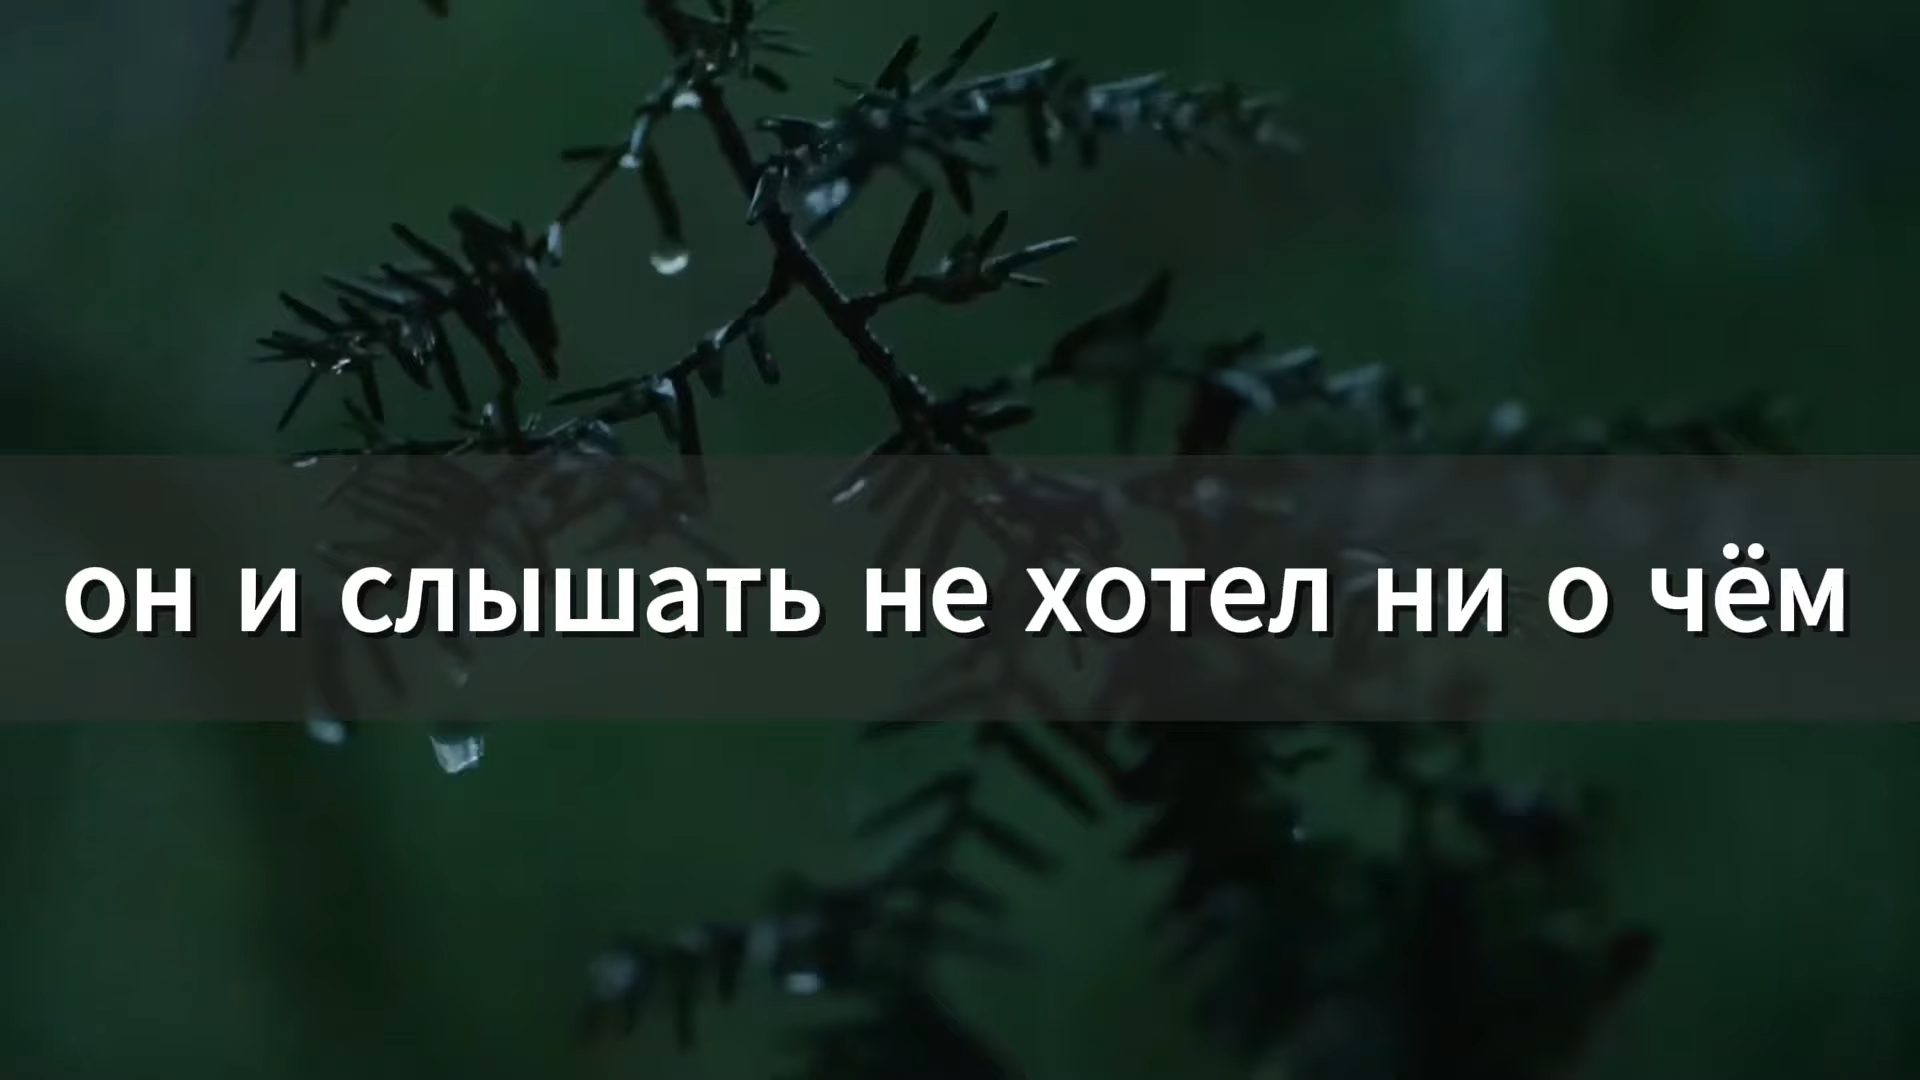 он и слышать не хотел ни о чём